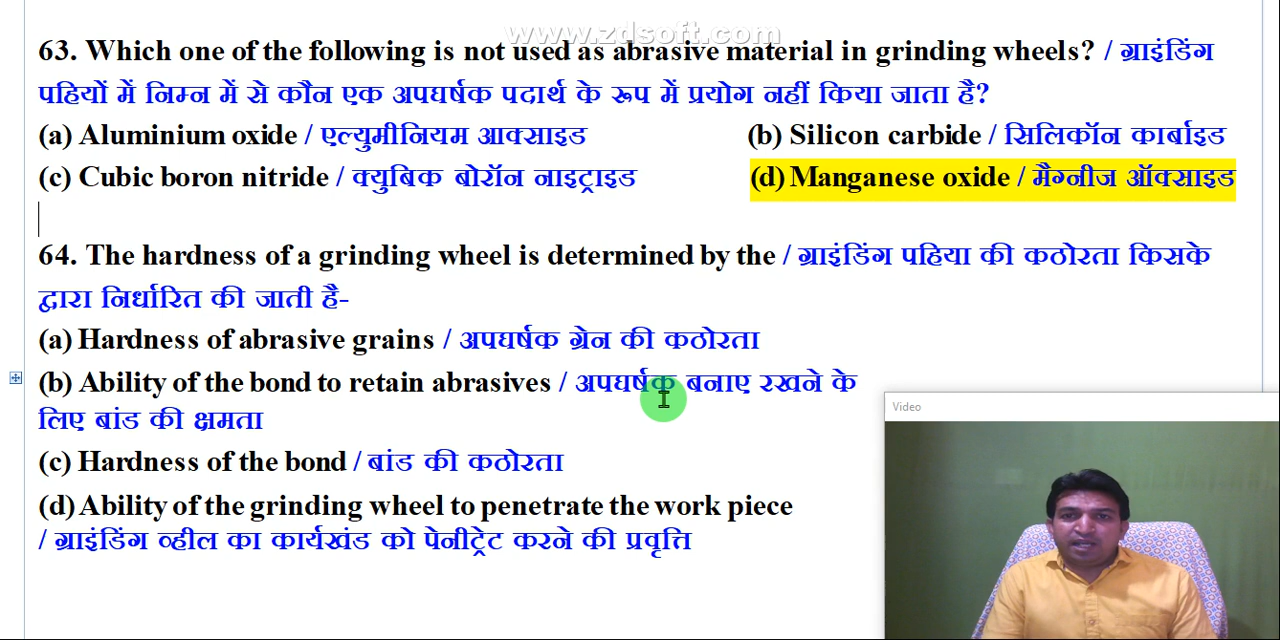 www.zdsoft.com
63. Which one of the following is not used as abrasive material in grinding wheels? / ग्राइंडिंग
पहियों में निम्न में से कौन एक अपघर्षक पदार्थ के रूप में प्रयोग नहीं किया जाता है?
(a) Aluminium oxide / एल्युमीनियम आक्साइड (b) Silicon carbide / सिलिकॉन कार्बाइड
(c) Cubic boron nitride / क्युबिक बोरॉन नाइट्राइड (d) Manganese oxide / मैग्नीज ऑक्साइड
64. The hardness of a grinding wheel is determined by the / ग्राइंडिंग पहिया की कठोरता किसके
द्वारा निर्धारित की जाती है-
(a) Hardness of abrasive grains / अपघर्षक ग्रेन की कठोरता
(b) Ability of the bond to retain abrasives / अपघर्षक बनाए रखने के
लिए बांड की क्षमता
(c) Hardness of the bond / बांड की कठोरता
(d) Ability of the grinding wheel to penetrate the work piece
/ ग्राइंडिंग व्हील का कार्यखंड को पेनीट्रेट करने की प्रवृत्ति
Video